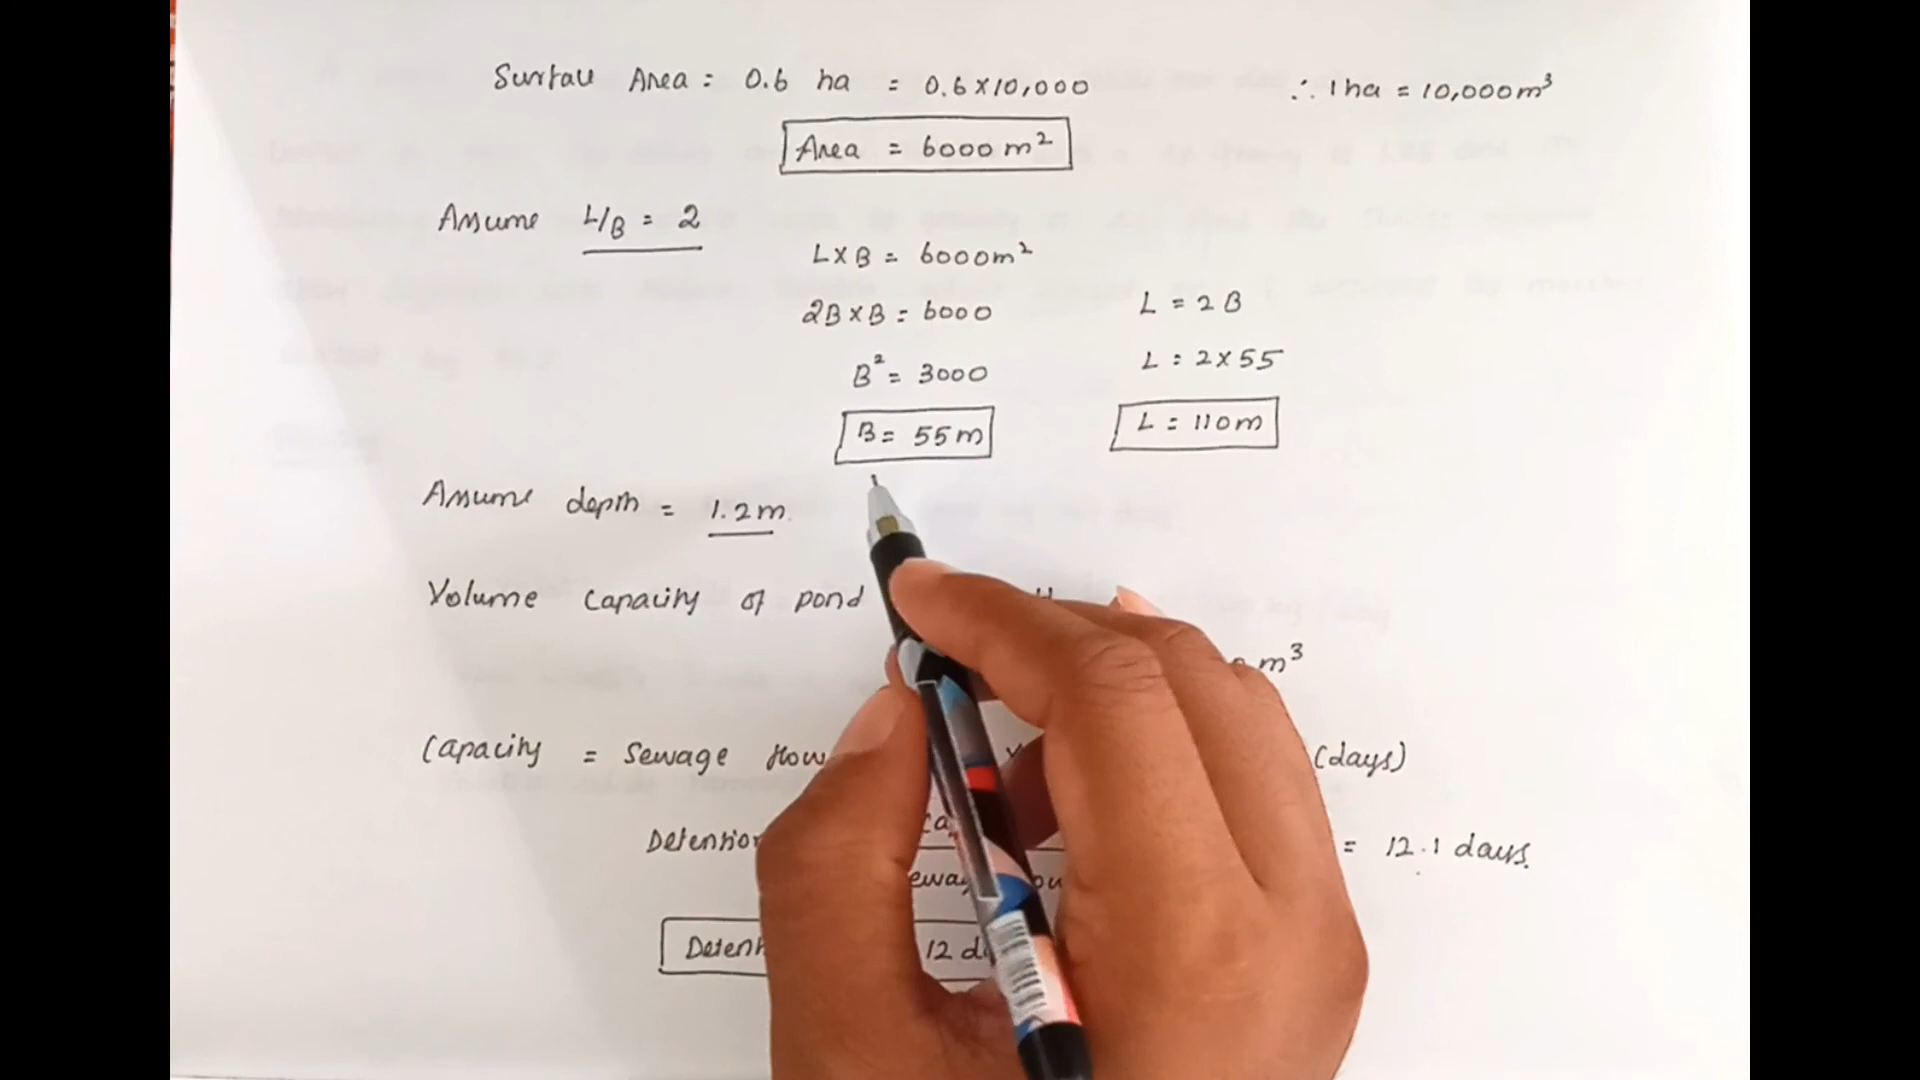 Surface Area = 0.6 ha = 0.6×10,000 ∴ 1 ha = 10,000m³
Area = 6000 m²
Assume L/B = 2
L×B = 6000m²
2B×B = 6000 L = 2B
B² = 3000 L = 2×55
B = 55m L = 110m
Assume depth = 1.2m.
Volume capacity of pond
m³
Capacity = Sewage flow × (days)
Detention = 12.1 days.
12